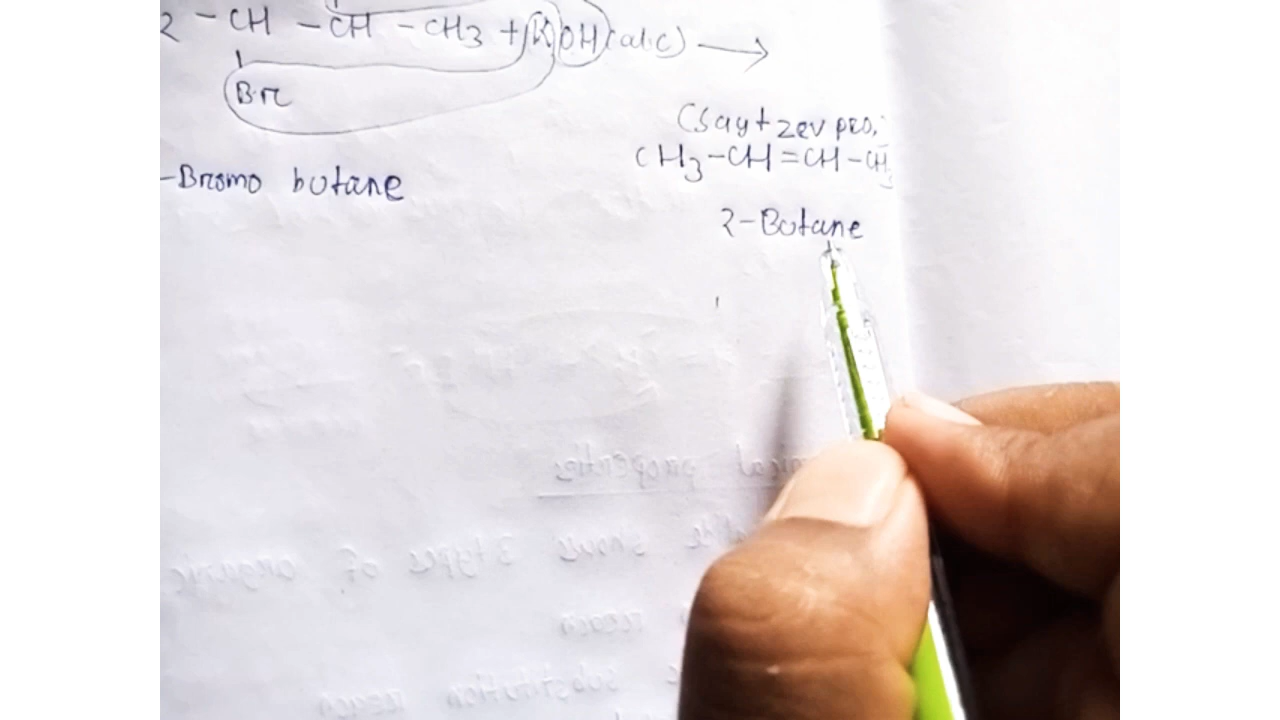 2 - CH - CH - CH3 + KOH (alc) ⟶
Br
(Saytzev pro.
CH3-CH=CH-CH3
-Bromo butane
2-Butane